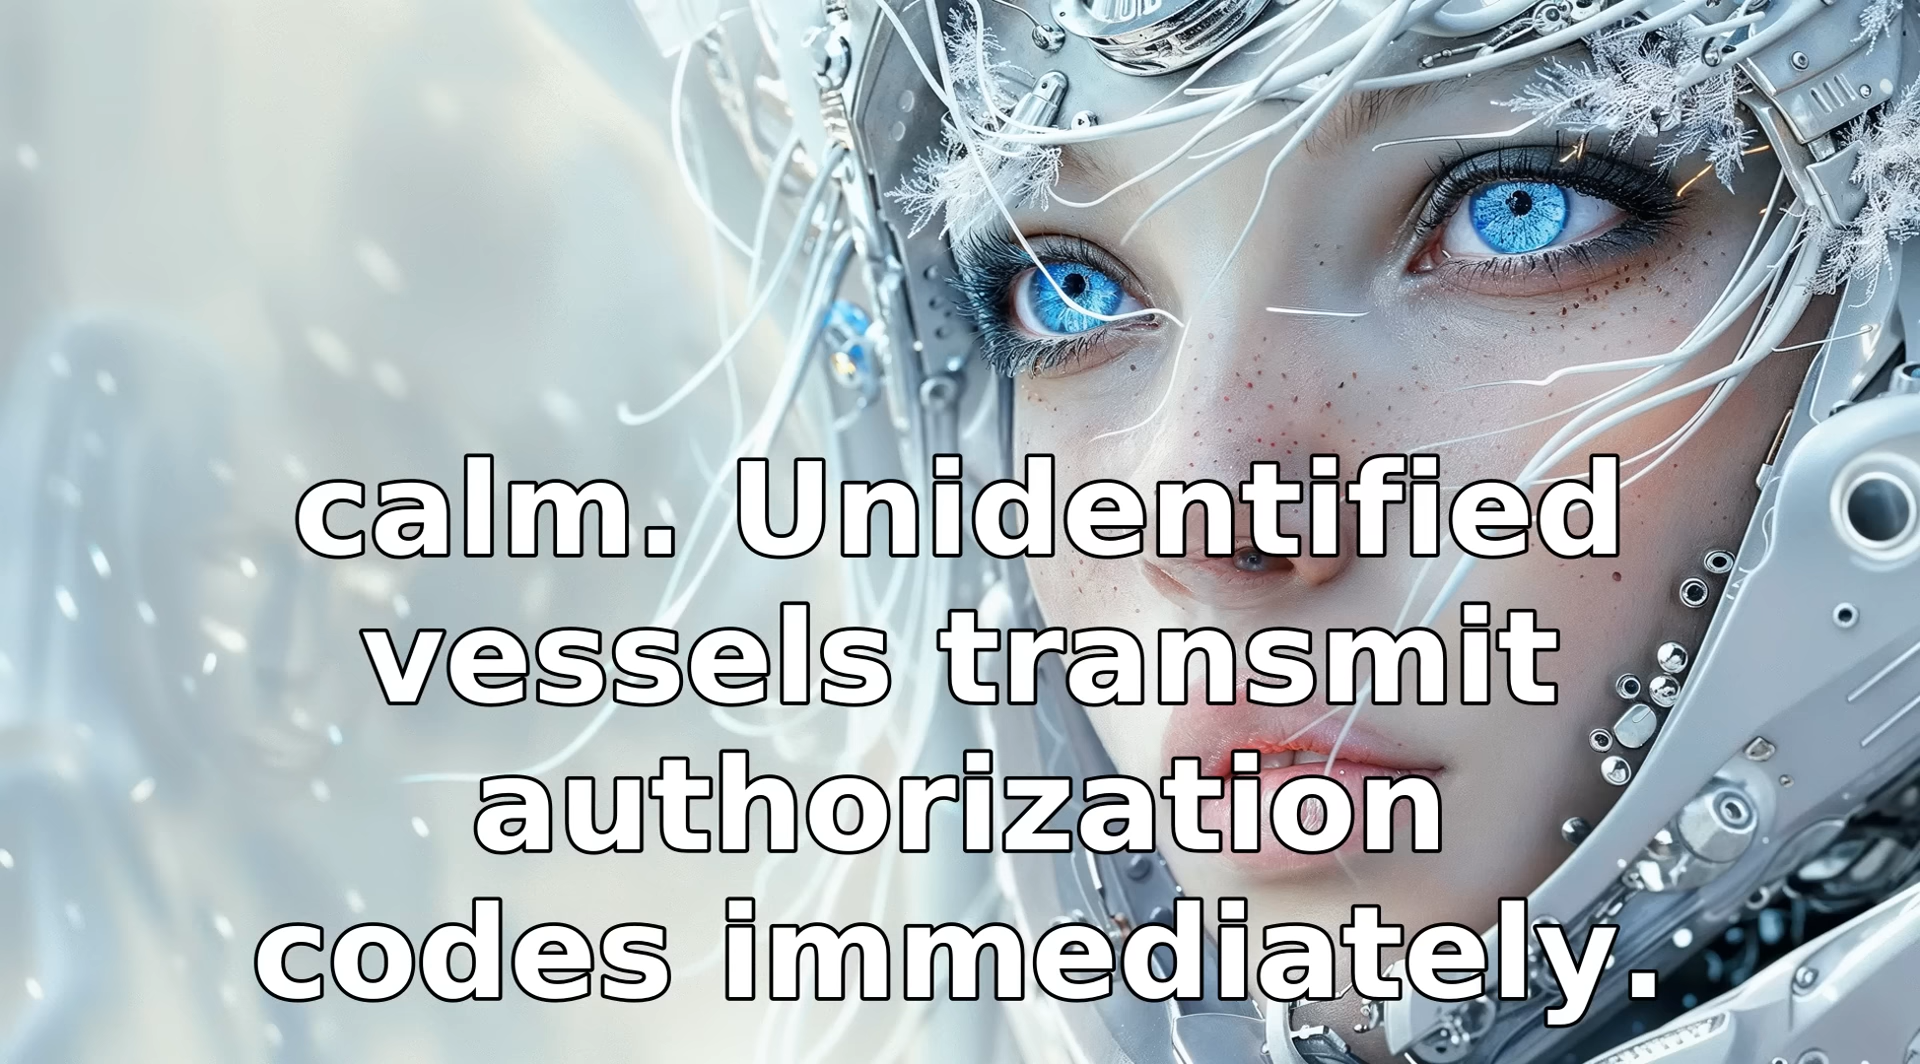 calm. Unidentified
vessels transmit
authorization
codes immediately.